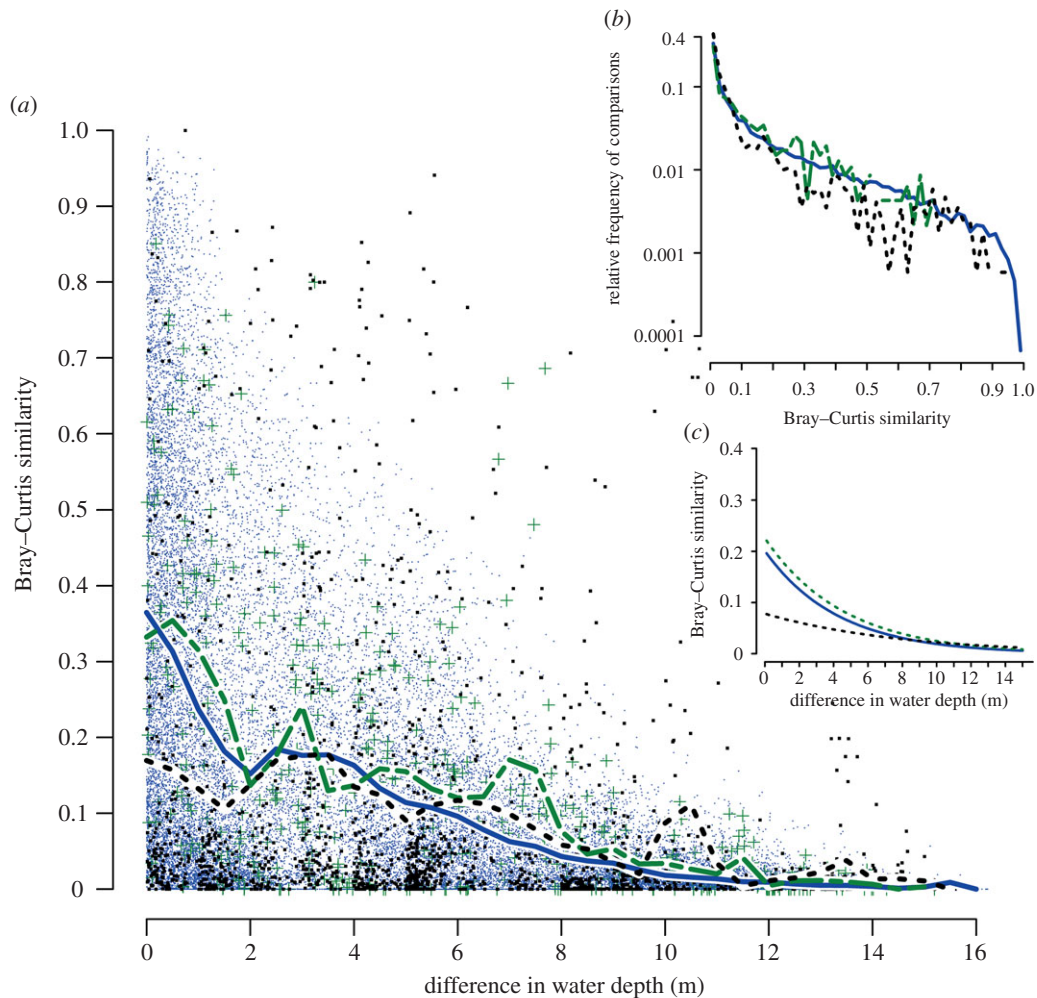 (a)
1.0
0.9
0.8
0.7
0.6
0.5
0.4
0.3
0.2
0.1
0
Bray–Curtis similarity
0 2 4 6 8 10 12 14 16
difference in water depth (m)
(b)
0.4
0.1
0.01
0.001
0.0001
relative frequency of comparisons
0 0.1 0.3 0.5 0.7 0.9 1.0
Bray–Curtis similarity
(c)
0.4
0.3
0.2
0.1
0
Bray–Curtis similarity
0 2 4 6 8 10 12 14
difference in water depth (m)